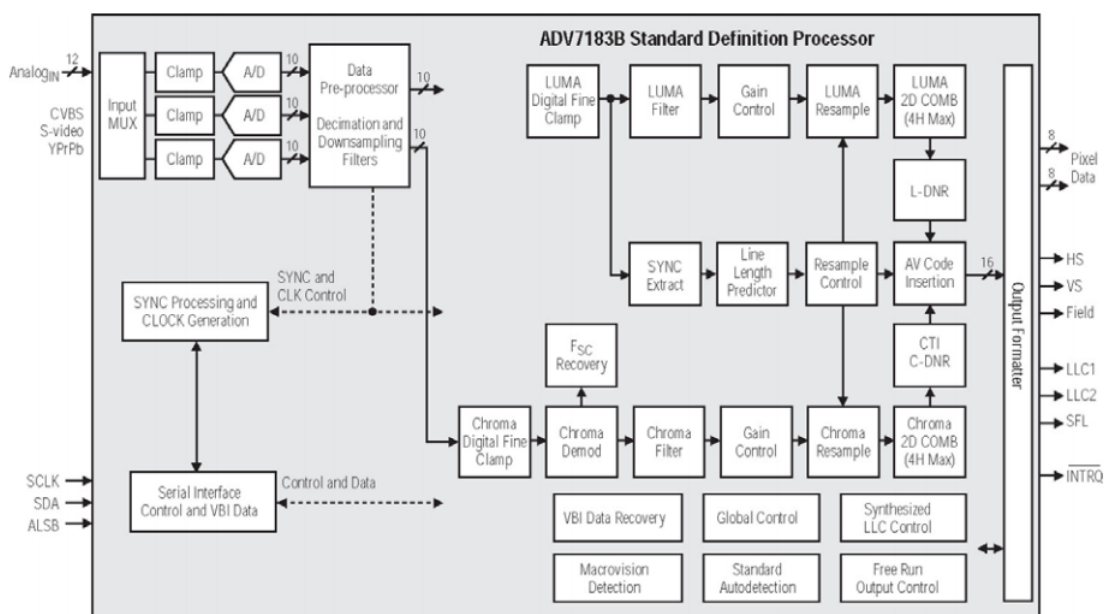 ADV7183B Standard Definition Processor
Analog IN
12
CVBS
S-video
YPrPb
Input
MUX
Clamp
A/D
10
Clamp
A/D
10
Clamp
A/D
10
Data
Pre-processor
Decimation and
Downsampling
Filters
10
10
LUMA
Digital Fine
Clamp
LUMA
Filter
Gain
Control
LUMA
Resample
LUMA
2D COMB
(4H Max)
L-DNR
SYNC
Extract
Line
Length
Predictor
Resample
Control
AV Code
Insertion
16
CTI
C-DNR
SYNC and
CLK Control
SYNC Processing and
CLOCK Generation
FSC
Recovery
Chroma
Digital Fine
Clamp
Chroma
Demod
Chroma
Filter
Gain
Control
Chroma
Resample
Chroma
2D COMB
(4H Max)
SCLK
SDA
ALSB
Serial Interface
Control and VBI Data
Control and Data
VBI Data Recovery
Global Control
Synthesized
LLC Control
Macrovision
Detection
Standard
Autodetection
Free Run
Output Control
Output Formatter
8
8
Pixel
Data
HS
VS
Field
LLC1
LLC2
SFL
INTRQ